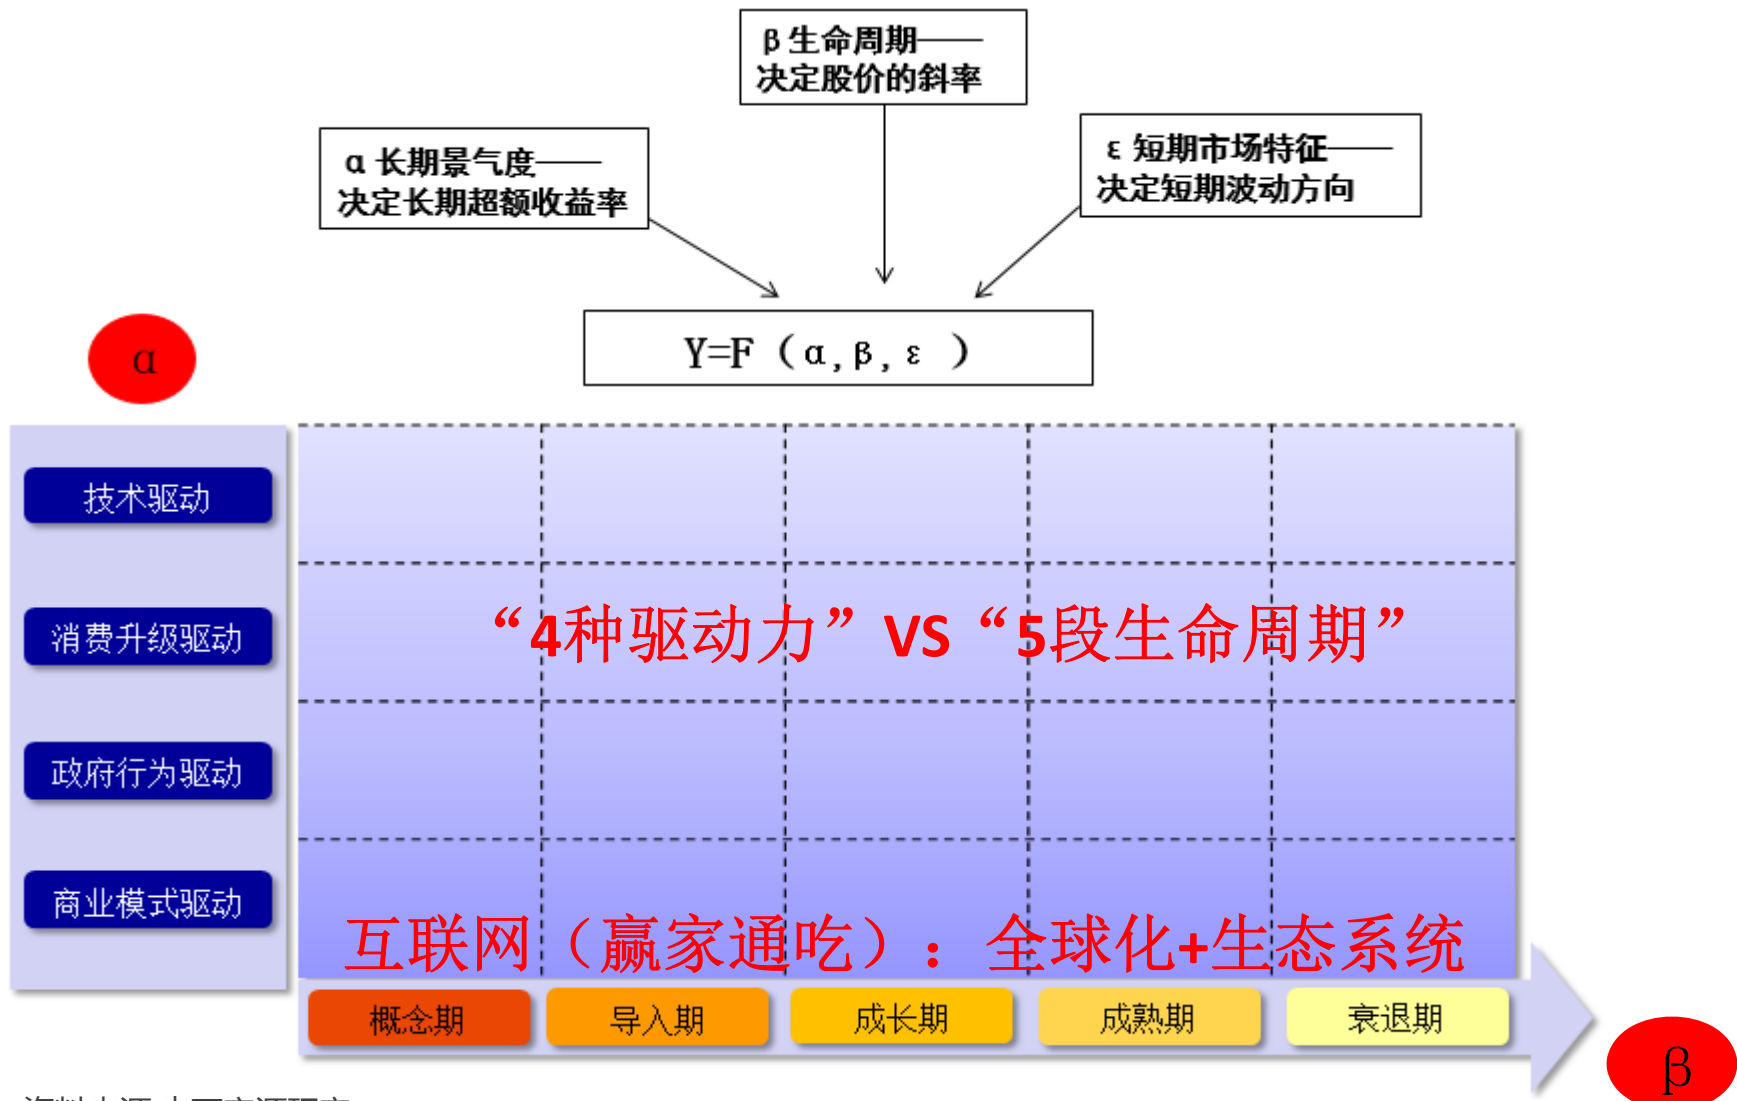 β 生命周期——
决定股价的斜率
α 长期景气度——
决定长期超额收益率
ε 短期市场特征——
决定短期波动方向
Y=F（α, β, ε ）
α
技术驱动
消费升级驱动
“4种驱动力”VS“5段生命周期”
政府行为驱动
商业模式驱动
互联网（赢家通吃）：全球化+生态系统
概念期
导入期
成长期
成熟期
衰退期
β